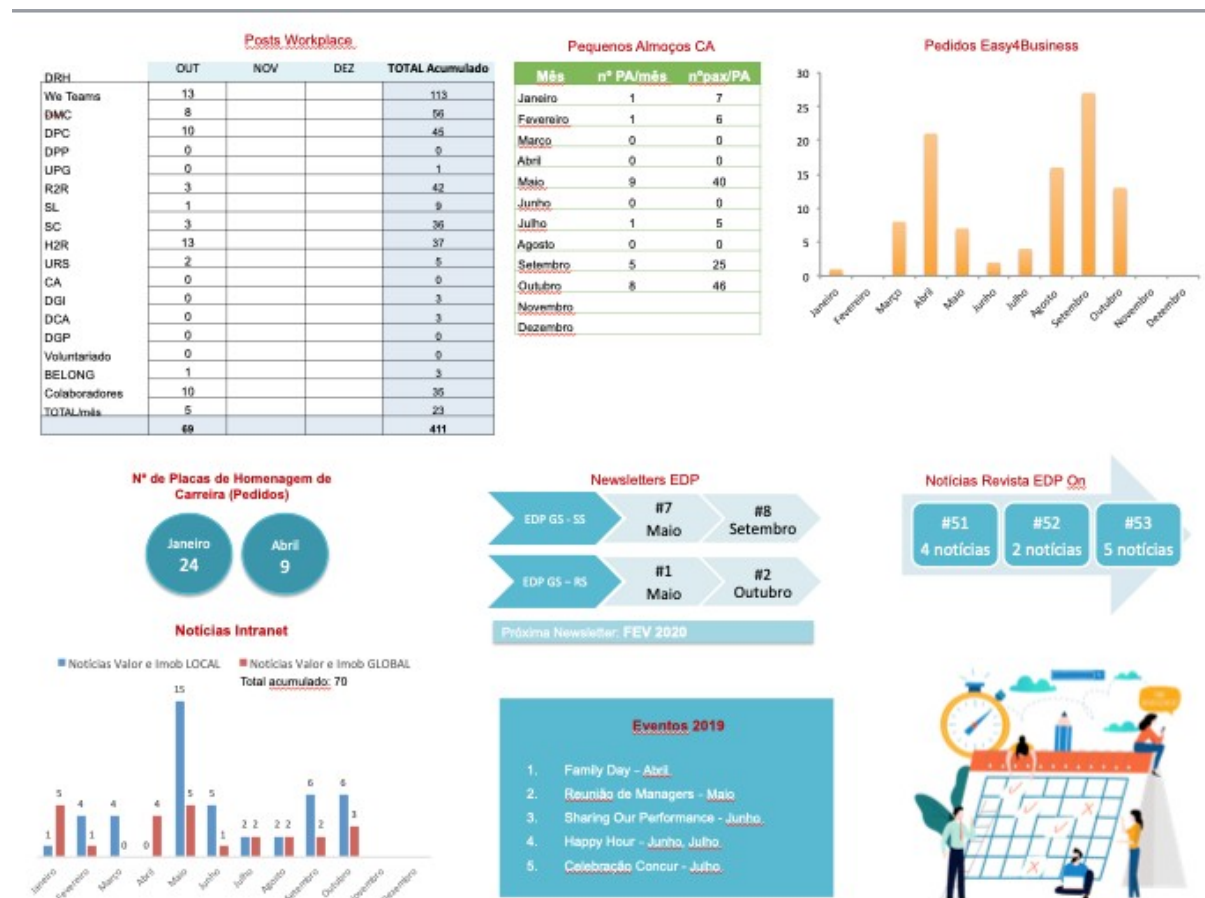 Posts Workplace
DRH OUT NOV DEZ TOTAL Acumulado
We Teams 13 113
DMC 8 56
DPC 10 45
DPP 0 0
UPG 0 1
R2R 3 42
SL 1 9
SC 3 36
H2R 13 37
URS 2 5
CA 0 0
DGI 0 3
DCA 0 3
DGP 0 0
Voluntariado 0 0
BELONG 1 3
Colaboradores 10 35
TOTAL/mês 5 23
69 411
Pequenos Almoços CA
Mês nº PA/mês nºpax/PA
Janeiro 1 7
Fevereiro 1 6
Março 0 0
Abril 0 0
Maio 9 40
Junho 0 0
Julho 1 5
Agosto 0 0
Setembro 5 25
Outubro 8 46
Novembro
Dezembro
Pedidos Easy4Business
30
25
20
15
10
5
0
Janeiro Fevereiro Março Abril Maio Junho Julho Agosto Setembro Outubro Novembro Dezembro
Nº de Placas de Homenagem de
Carreira (Pedidos)
Janeiro
24
Abril
9
Newsletters EDP
EDP GS - SS
#7
Maio
#8
Setembro
EDP GS – RS
#1
Maio
#2
Outubro
Próxima Newsletter: FEV 2020
Notícias Revista EDP On
#51
4 notícias
#52
2 notícias
#53
5 notícias
Notícias Intranet
Notícias Valor e Imob LOCAL Notícias Valor e Imob GLOBAL
Total acumulado: 70
1 5 4 1 4 0 0 4 15 5 5 1 2 2 2 2 6 2 6 3
Janeiro Fevereiro Março Abril Maio Junho Julho Agosto Setembro Outubro Novembro Dezembro
Eventos 2019
1. Family Day – Abril
2. Reunião de Managers - Maio
3. Sharing Our Performance - Junho
4. Happy Hour – Junho, Julho
5. Celebração Concur - Julho